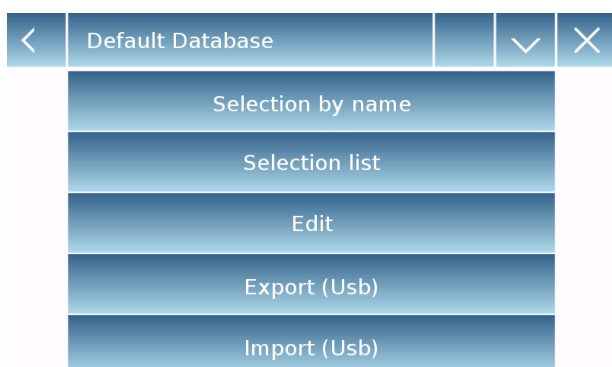 Default Database
Selection by name
Selection list
Edit
Export (Usb)
Import (Usb)